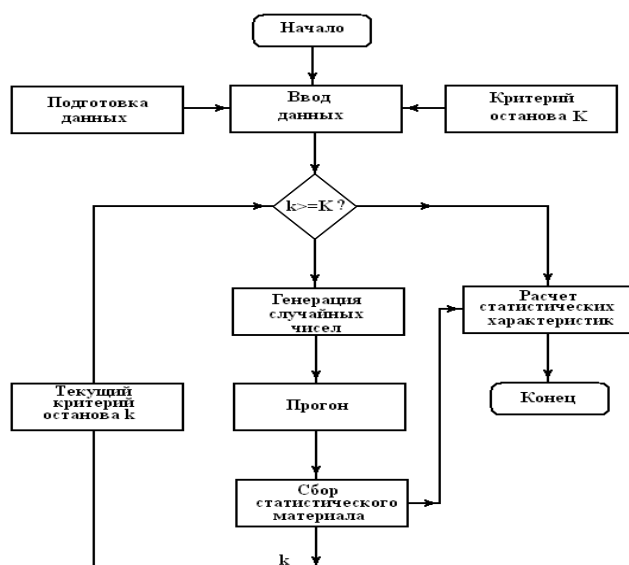 Начало
Подготовка
данных
Ввод
данных
Критерий
останова K
k>=K ?
Генерация
случайных
чисел
Расчет
статистических
характеристик
Текущий
критерий
останова k
Прогон
Конец
Сбор
статистического
материала
k